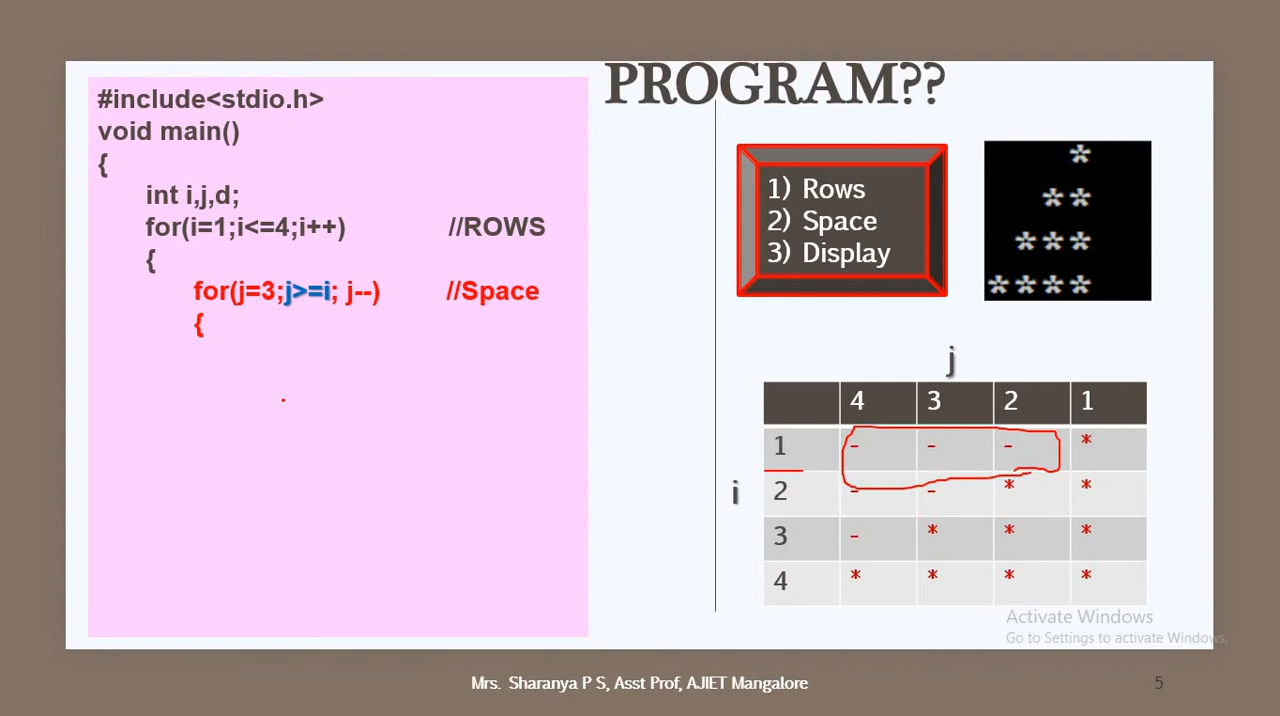 PROGRAM??
#include<stdio.h>
void main()
{
int i,j,d;
for(i=1;i<=4;i++) //ROWS
{
for(j=3;j>=i; j--) //Space
{
1) Rows
2) Space
3) Display
*
**
***
****
j
4 3 2 1
1 - - - *
i
2 - - * *
3 - * * *
4 * * * *
Activate Windows
Go to Settings to activate Windows.
Mrs. Sharanya P S, Asst Prof, AJIET Mangalore
5